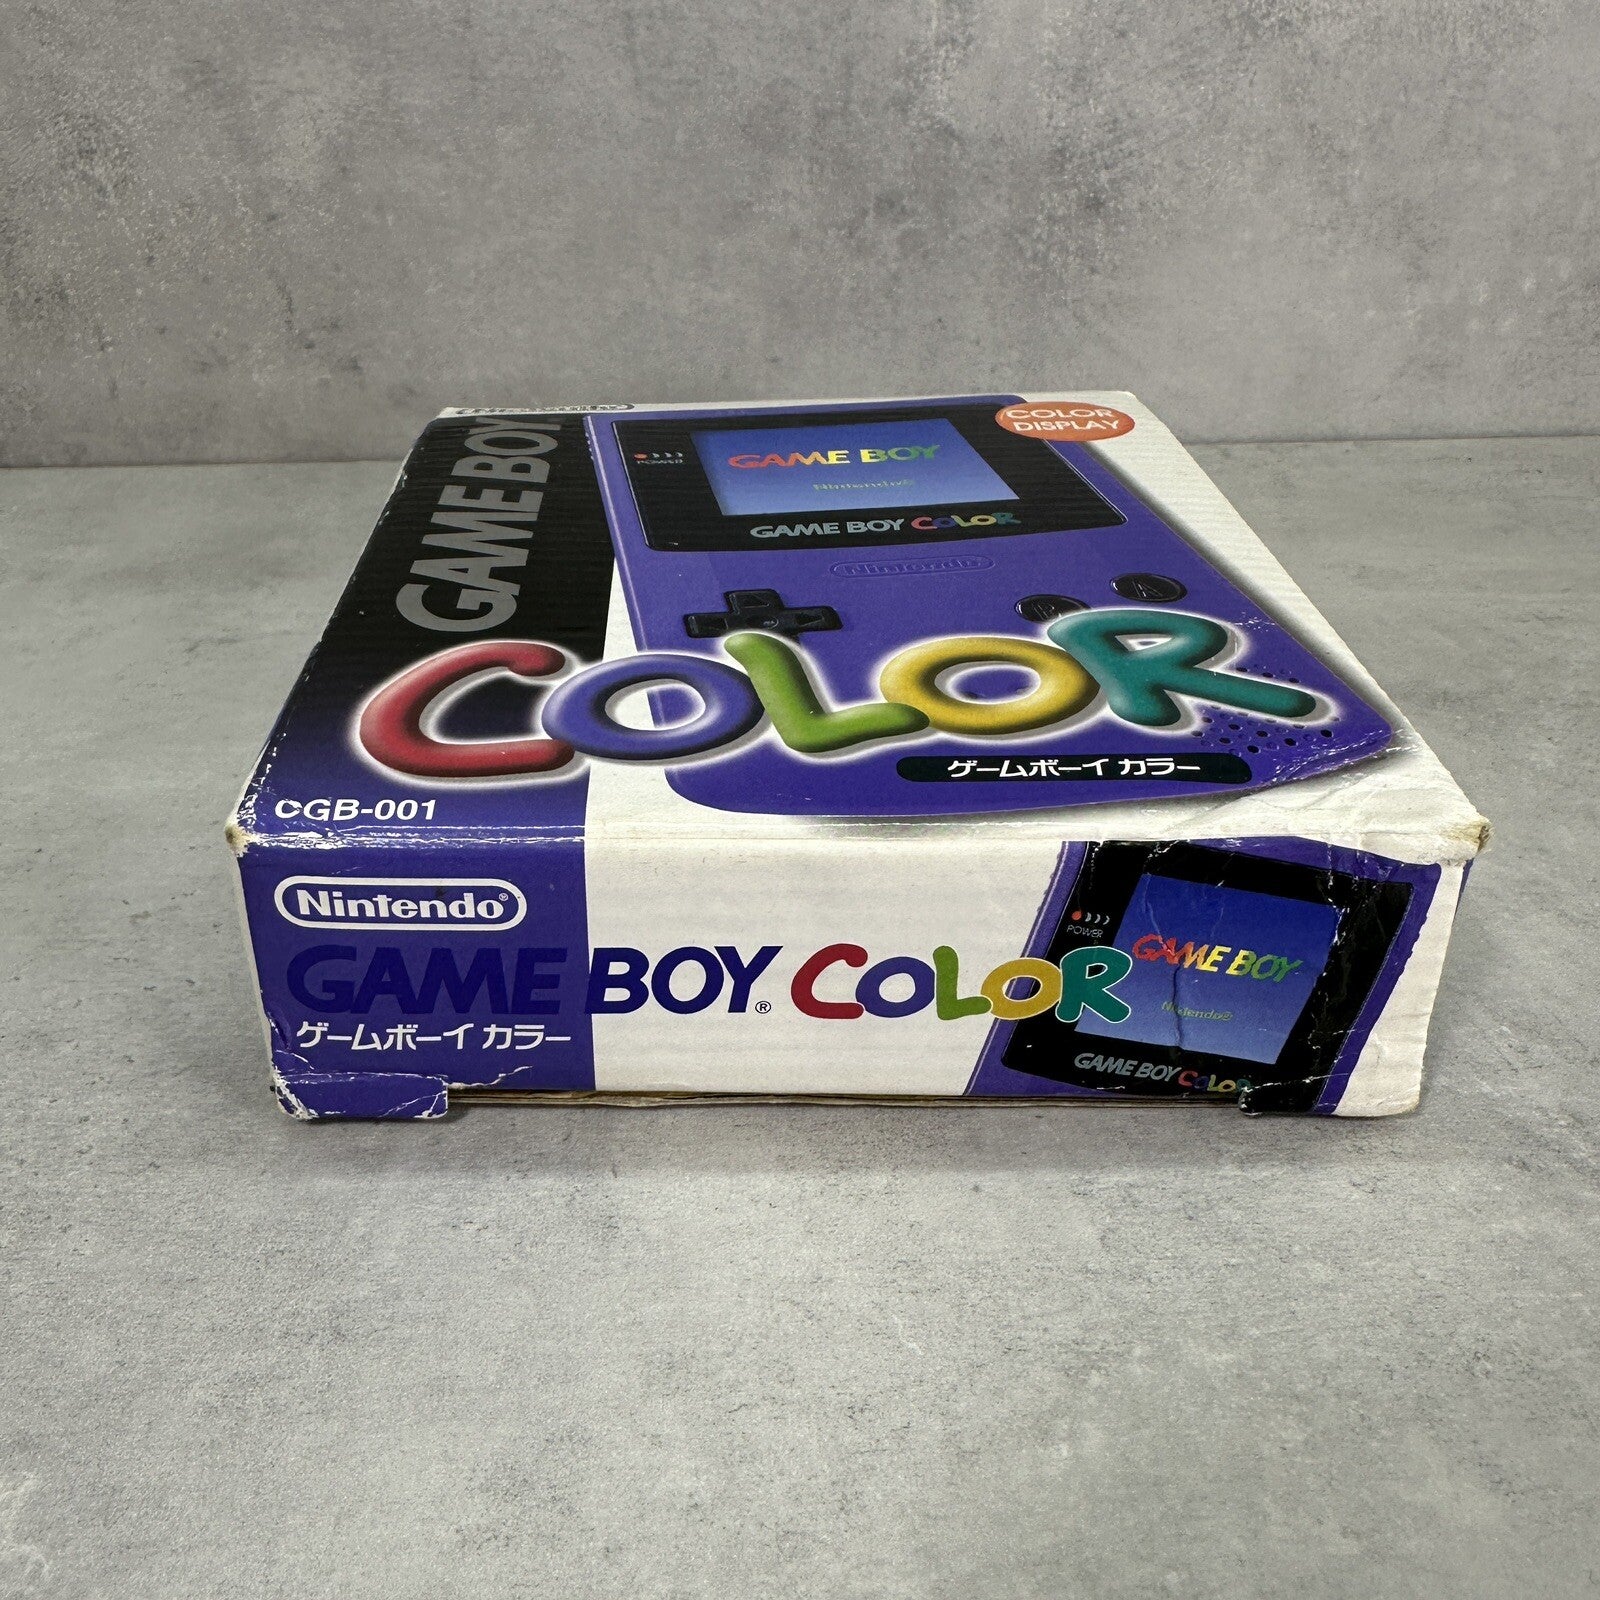 Nintendo
GAME BOY
COLOR
DISPLAY
POWER
GAME BOY
Nintendo®
GAME BOY COLOR
Nintendo
B
A
COLOR
ゲームボーイ カラー
CGB-001
Nintendo®
GAME BOY® COLOR
ゲームボーイ カラー
POWER
GAME BOY
Nintendo®
GAME BOY COLOR